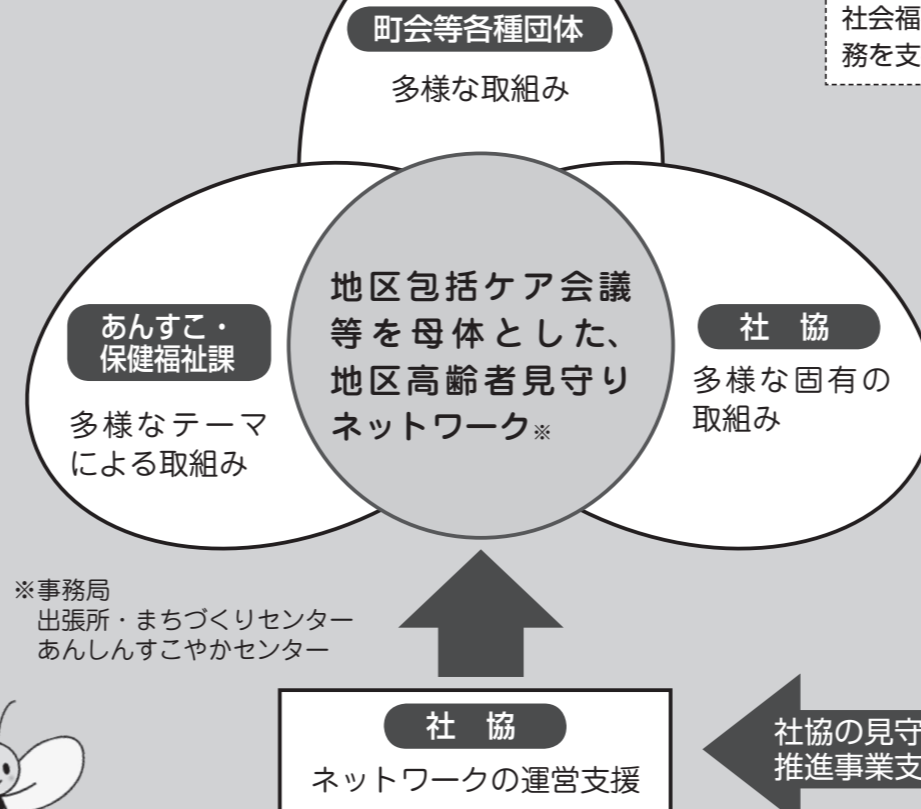 町会等各種団体
多様な取組み
社会福
務を支
地区包括ケア会議
等を母体とした、
地区高齢者見守り
ネットワーク※
あんすこ・
保健福祉課
多様なテーマ
による取組み
社　協
多様な固有の
取組み
※事務局
出張所・まちづくりセンター
あんしんすこやかセンター
社　協
ネットワークの運営支援
社協の見守
推進事業支